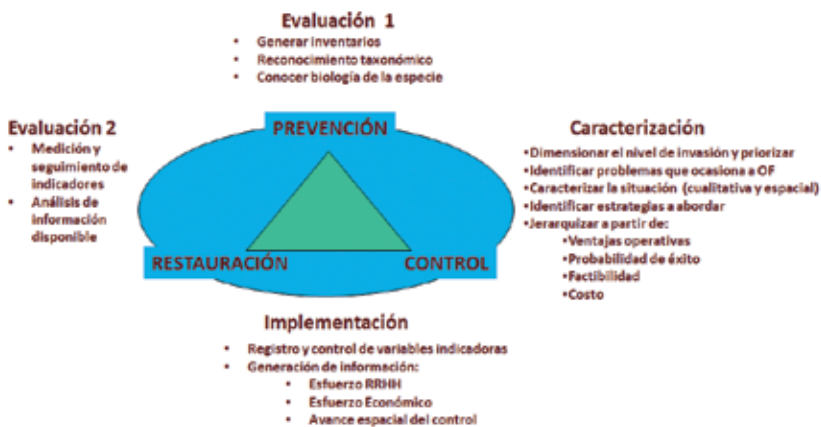 Evaluación 1
• Generar inventarios
• Reconocimiento taxonómico
• Conocer biología de la especie
Evaluación 2
• Medición y
seguimiento de
indicadores
• Análisis de
información
disponible
PREVENCIÓN
RESTAURACIÓN
CONTROL
Caracterización
•Dimensionar el nivel de invasión y priorizar
•Identificar problemas que ocasiona a OF
•Caracterizar la situación (cualitativa y espacial)
•Identificar estrategias a abordar
•Jerarquizar a partir de:
•Ventajas operativas
•Probabilidad de éxito
•Factibilidad
•Costo
Implementación
• Registro y control de variables indicadoras
• Generación de información:
• Esfuerzo RRHH
• Esfuerzo Económico
• Avance espacial del control